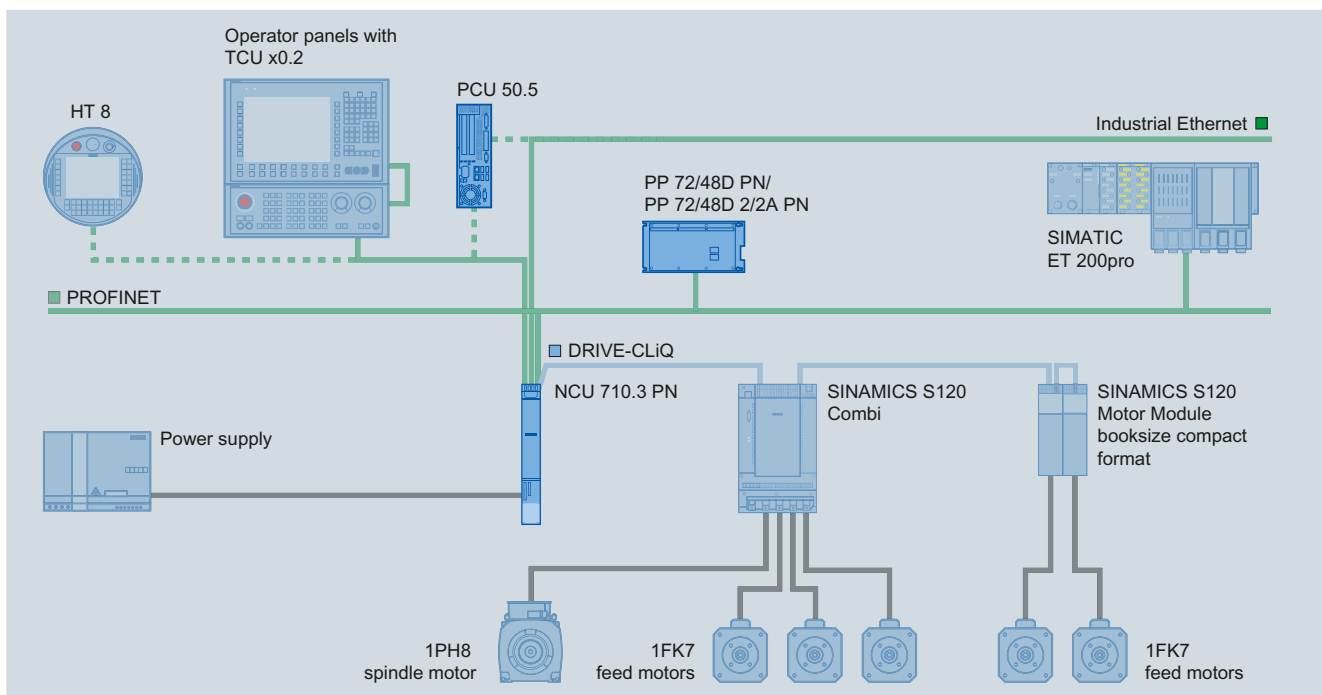 Operator panels with
TCU x0.2
PCU 50.5
HT 8
Industrial Ethernet
PP 72/48D PN/
PP 72/48D 2/2A PN
SIMATIC
ET 200pro
PROFINET
DRIVE-CLiQ
NCU 710.3 PN
SINAMICS S120
Combi
SINAMICS S120
Motor Module
booksize compact
format
Power supply
1PH8
spindle motor
1FK7
feed motors
1FK7
feed motors